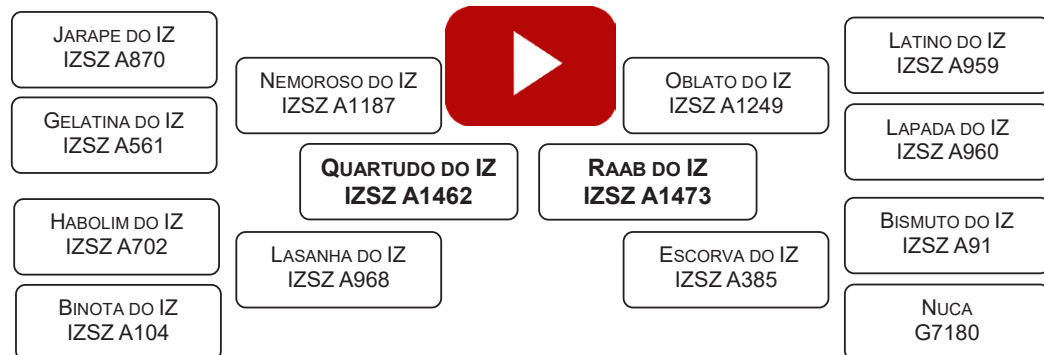 JARAPE DO IZ
IZSZ A870
GELATINA DO IZ
IZSZ A561
HABOLIM DO IZ
IZSZ A702
BINOTA DO IZ
IZSZ A104
NEMOROSO DO IZ
IZSZ A1187
LASANHA DO IZ
IZSZ A968
QUARTUDO DO IZ
IZSZ A1462
RAAB DO IZ
IZSZ A1473
OBLATO DO IZ
IZSZ A1249
ESCORVA DO IZ
IZSZ A385
LATINO DO IZ
IZSZ A959
LAPADA DO IZ
IZSZ A960
BISMUTO DO IZ
IZSZ A91
NUCA
G7180